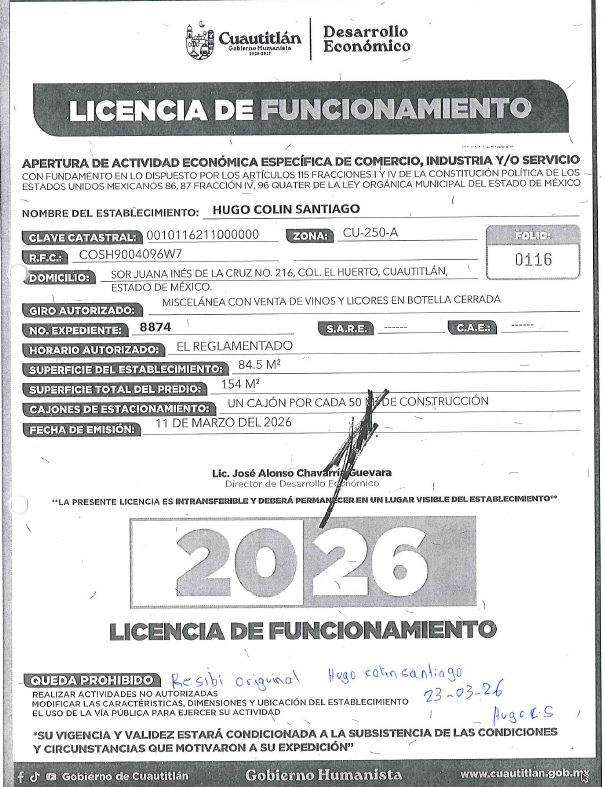 Cuautitlán
Gobierno Humanista
2025-2027
Desarrollo
Económico
LICENCIA DE FUNCIONAMIENTO
APERTURA DE ACTIVIDAD ECONÓMICA ESPECÍFICA DE COMERCIO, INDUSTRIA Y/O SERVICIO
CON FUNDAMENTO EN LO DISPUESTO POR LOS ARTÍCULOS 115 FRACCIONES I Y IV DE LA CONSTITUCIÓN POLÍTICA DE LOS
ESTADOS UNIDOS MEXICANOS 86, 87 FRACCIÓN IV, 96 QUATER DE LA LEY ORGÁNICA MUNICIPAL DEL ESTADO DE MÉXICO
NOMBRE DEL ESTABLECIMIENTO: HUGO COLIN SANTIAGO
CLAVE CATASTRAL: 0010116211000000 ZONA: CU-250-A
FOLIO:
R.F.C.: COSH9004096W7
0116
DOMICILIO: SOR JUANA INÉS DE LA CRUZ NO. 216, COL. EL HUERTO, CUAUTITLÁN,
ESTADO DE MÉXICO.
GIRO AUTORIZADO: MISCELÁNEA CON VENTA DE VINOS Y LICORES EN BOTELLA CERRADA
NO. EXPEDIENTE: 8874 S.A.R.E. ------ C.A.E.: ------
HORARIO AUTORIZADO: EL REGLAMENTADO
SUPERFICIE DEL ESTABLECIMIENTO: 84.5 M²
SUPERFICIE TOTAL DEL PREDIO: 154 M²
CAJONES DE ESTACIONAMIENTO: UN CAJÓN POR CADA 50 M² DE CONSTRUCCIÓN
FECHA DE EMISIÓN: 11 DE MARZO DEL 2026
Lic. José Alonso Chavarría Guevara
Director de Desarrollo Económico
**LA PRESENTE LICENCIA ES INTRANSFERIBLE Y DEBERÁ PERMANECER EN UN LUGAR VISIBLE DEL ESTABLECIMIENTO**
2026
LICENCIA DE FUNCIONAMIENTO
QUEDA PROHIBIDO
Resibi original Hugo colin santiago
REALIZAR ACTIVIDADES NO AUTORIZADAS
23-03-26
MODIFICAR LAS CARACTERÍSTICAS, DIMENSIONES Y UBICACIÓN DEL ESTABLECIMIENTO
EL USO DE LA VÍA PÚBLICA PARA EJERCER SU ACTIVIDAD
Hugo C.S
"SU VIGENCIA Y VALIDEZ ESTARÁ CONDICIONADA A LA SUBSISTENCIA DE LAS CONDICIONES
Y CIRCUNSTANCIAS QUE MOTIVARON A SU EXPEDICIÓN"
Gobierno de Cuautitlán
Gobierno Humanista
www.cuautitlan.gob.mx